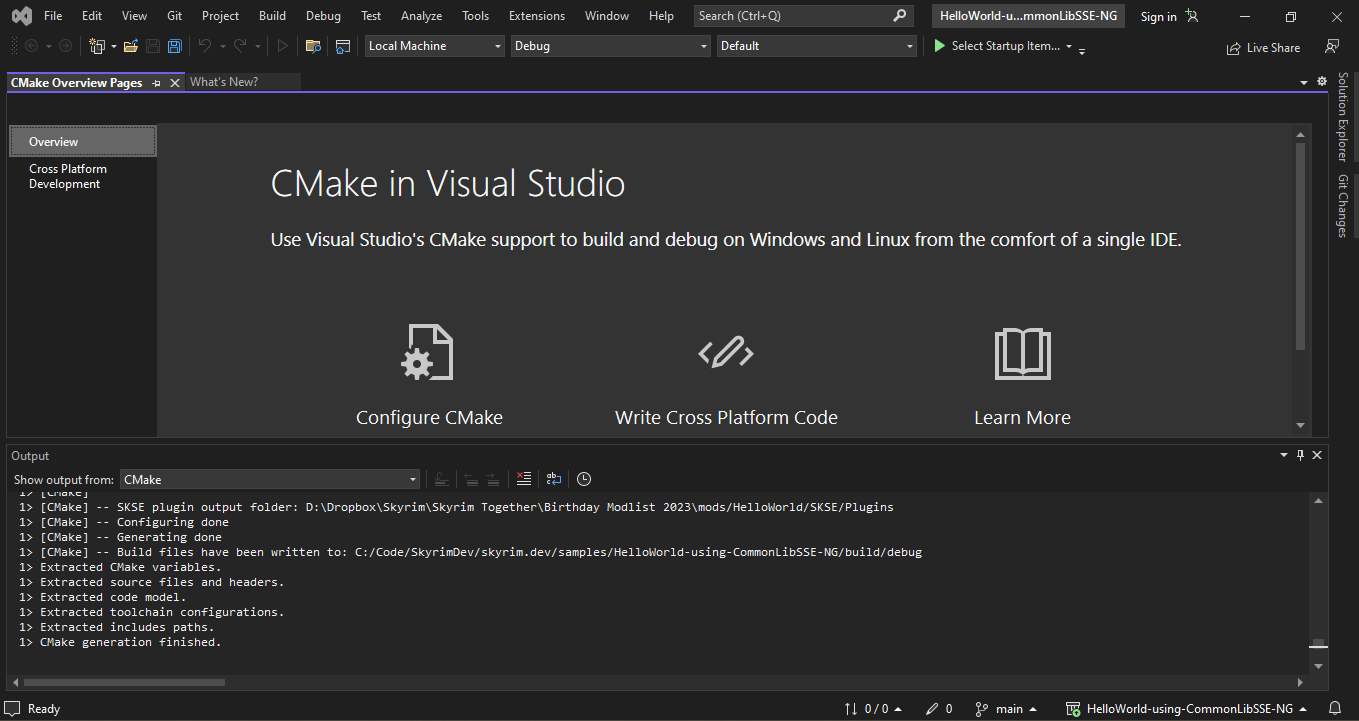 File Edit View Git Project Build Debug Test Analyze Tools Extensions Window Help Search (Ctrl+Q) HelloWorld-u...mmonLibSSE-NG Sign in
Local Machine Debug Default Select Startup Item... Live Share
CMake Overview Pages What's New?
Solution Explorer
Git Changes
Overview
Cross Platform
Development
CMake in Visual Studio
Use Visual Studio's CMake support to build and debug on Windows and Linux from the comfort of a single IDE.
Configure CMake Write Cross Platform Code Learn More
Output
Show output from: CMake
1> [CMake]
1> [CMake] -- SKSE plugin output folder: D:\Dropbox\Skyrim\Skyrim Together\Birthday Modlist 2023\mods/HelloWorld/SKSE/Plugins
1> [CMake] -- Configuring done
1> [CMake] -- Generating done
1> [CMake] -- Build files have been written to: C:/Code/SkyrimDev/skyrim.dev/samples/HelloWorld-using-CommonLibSSE-NG/build/debug
1> Extracted CMake variables.
1> Extracted source files and headers.
1> Extracted code model.
1> Extracted toolchain configurations.
1> Extracted includes paths.
1> CMake generation finished.
Ready 0 / 0 0 main HelloWorld-using-CommonLibSSE-NG